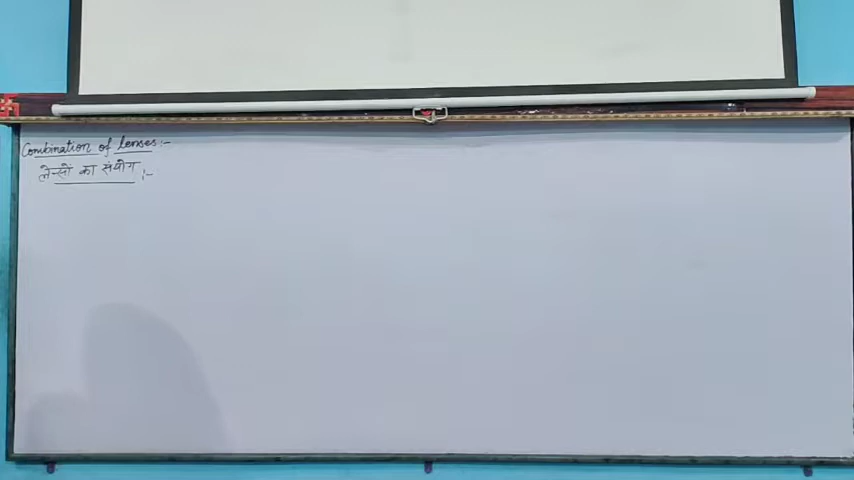 Combination of lenses:-
लेन्सो का संयोग :-